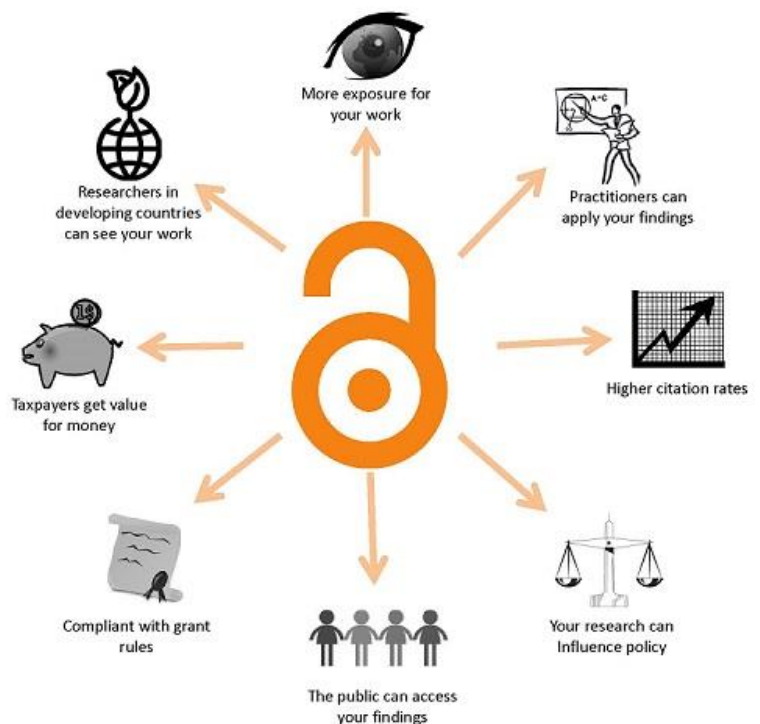 More exposure for
your work
Practitioners can
apply your findings
Higher citation rates
Your research can
Influence policy
The public can access
your findings
Compliant with grant
rules
Taxpayers get value
for money
Researchers in
developing countries
can see your work